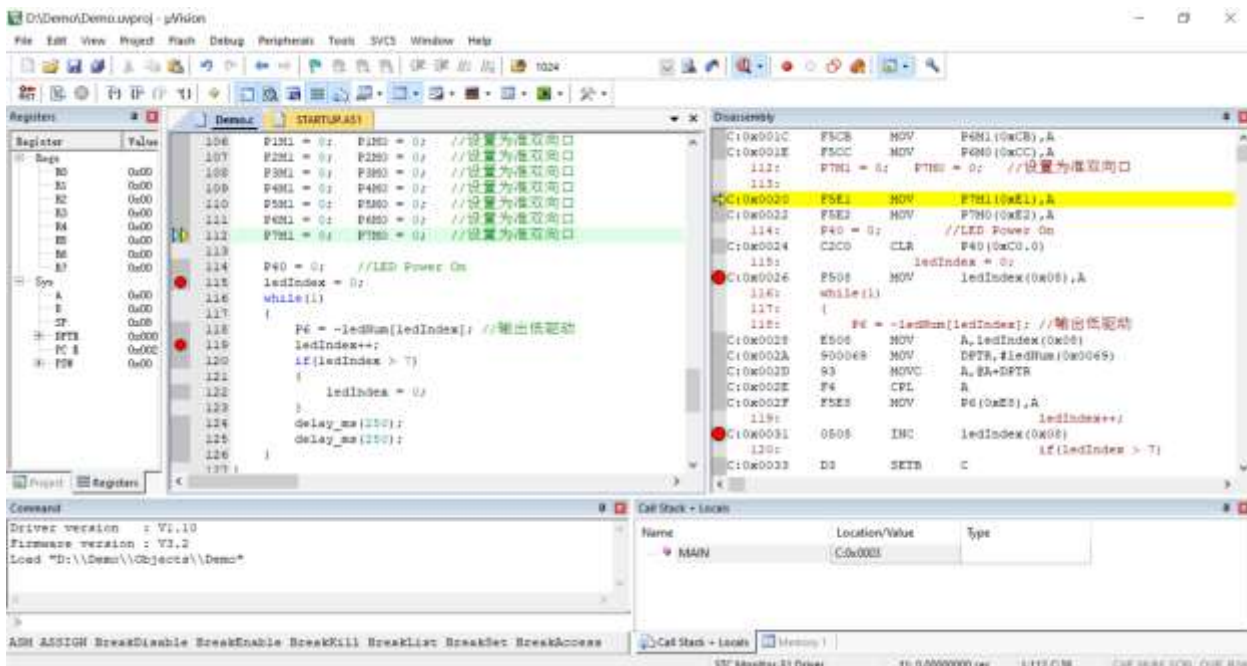 D:\Demo\Demo.uvproj - µVision
File Edit View Project Flash Debug Peripherals Tools SVCS Window Help
1024
Registers
Register Value
Regs
R0 0x00
R1 0x00
R2 0x00
R3 0x00
R4 0x00
R5 0x00
R6 0x00
R7 0x00
Sys
A 0x00
B 0x00
SP 0x08
DPTR 0x000
PC $ 0x002
PSW 0x00
Project Registers
Demo.c STARTUP.A51
106 P1M1 = 0; P1M0 = 0; //设置为准双向口
107 P2M1 = 0; P2M0 = 0; //设置为准双向口
108 P3M1 = 0; P3M0 = 0; //设置为准双向口
109 P4M1 = 0; P4M0 = 0; //设置为准双向口
110 P5M1 = 0; P5M0 = 0; //设置为准双向口
111 P6M1 = 0; P6M0 = 0; //设置为准双向口
112 P7M1 = 0; P7M0 = 0; //设置为准双向口
113
114 P40 = 0; //LED Power On
115 ledIndex = 0;
116 while(1)
117 {
118 P6 = ~ledNum[ledIndex]; //输出低驱动
119 ledIndex++;
120 if(ledIndex > 7)
121 {
122 ledIndex = 0;
123 }
124 delay_ms(250);
125 delay_ms(250);
126 }
127 }
Disassembly
C:0x001C F5CB MOV P6M1(0xCB),A
C:0x001E F5CC MOV P6M0(0xCC),A
112: P7M1 = 0; P7M0 = 0; //设置为准双向口
113:
C:0x0020 F5E1 MOV P7M1(0xE1),A
C:0x0022 F5E2 MOV P7M0(0xE2),A
114: P40 = 0; //LED Power On
C:0x0024 C2C0 CLR P40(0xC0.0)
115: ledIndex = 0;
C:0x0026 F508 MOV ledIndex(0x08),A
116: while(1)
117: {
118: P6 = ~ledNum[ledIndex]; //输出低驱动
C:0x0028 E508 MOV A,ledIndex(0x08)
C:0x002A 900069 MOV DPTR,#ledNum(0x0069)
C:0x002D 93 MOVC A,@A+DPTR
C:0x002E F4 CPL A
C:0x002F F5E8 MOV P6(0xE8),A
119: ledIndex++;
C:0x0031 0508 INC ledIndex(0x08)
120: if(ledIndex > 7)
C:0x0033 D3 SETB C
Command
Driver version : V1.10
Firmware version : V3.2
Load "D:\\Demo\\Objects\\Demo"
>
ASM ASSIGN BreakDisable BreakEnable BreakKill BreakList BreakSet BreakAccess
Call Stack + Locals
Name Location/Value Type
MAIN C:0x0003
Call Stack + Locals Memory 1
STC Monitor-51 Driver t1: 0.00000000 sec